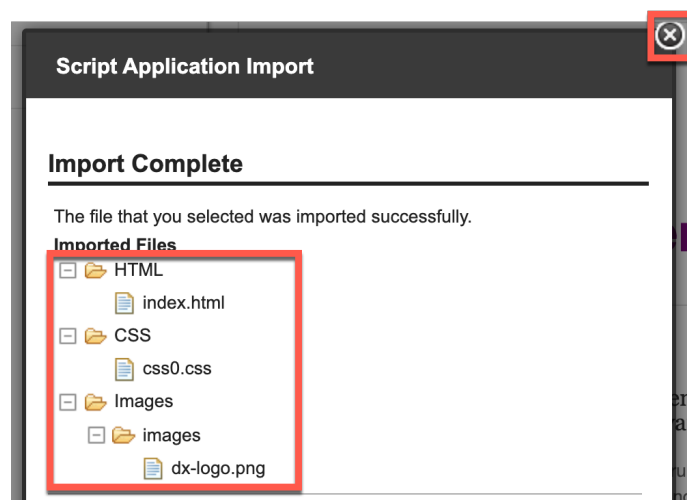 Script Application Import
Import Complete
The file that you selected was imported successfully.
Imported Files
HTML
index.html
CSS
css0.css
Images
images
dx-logo.png